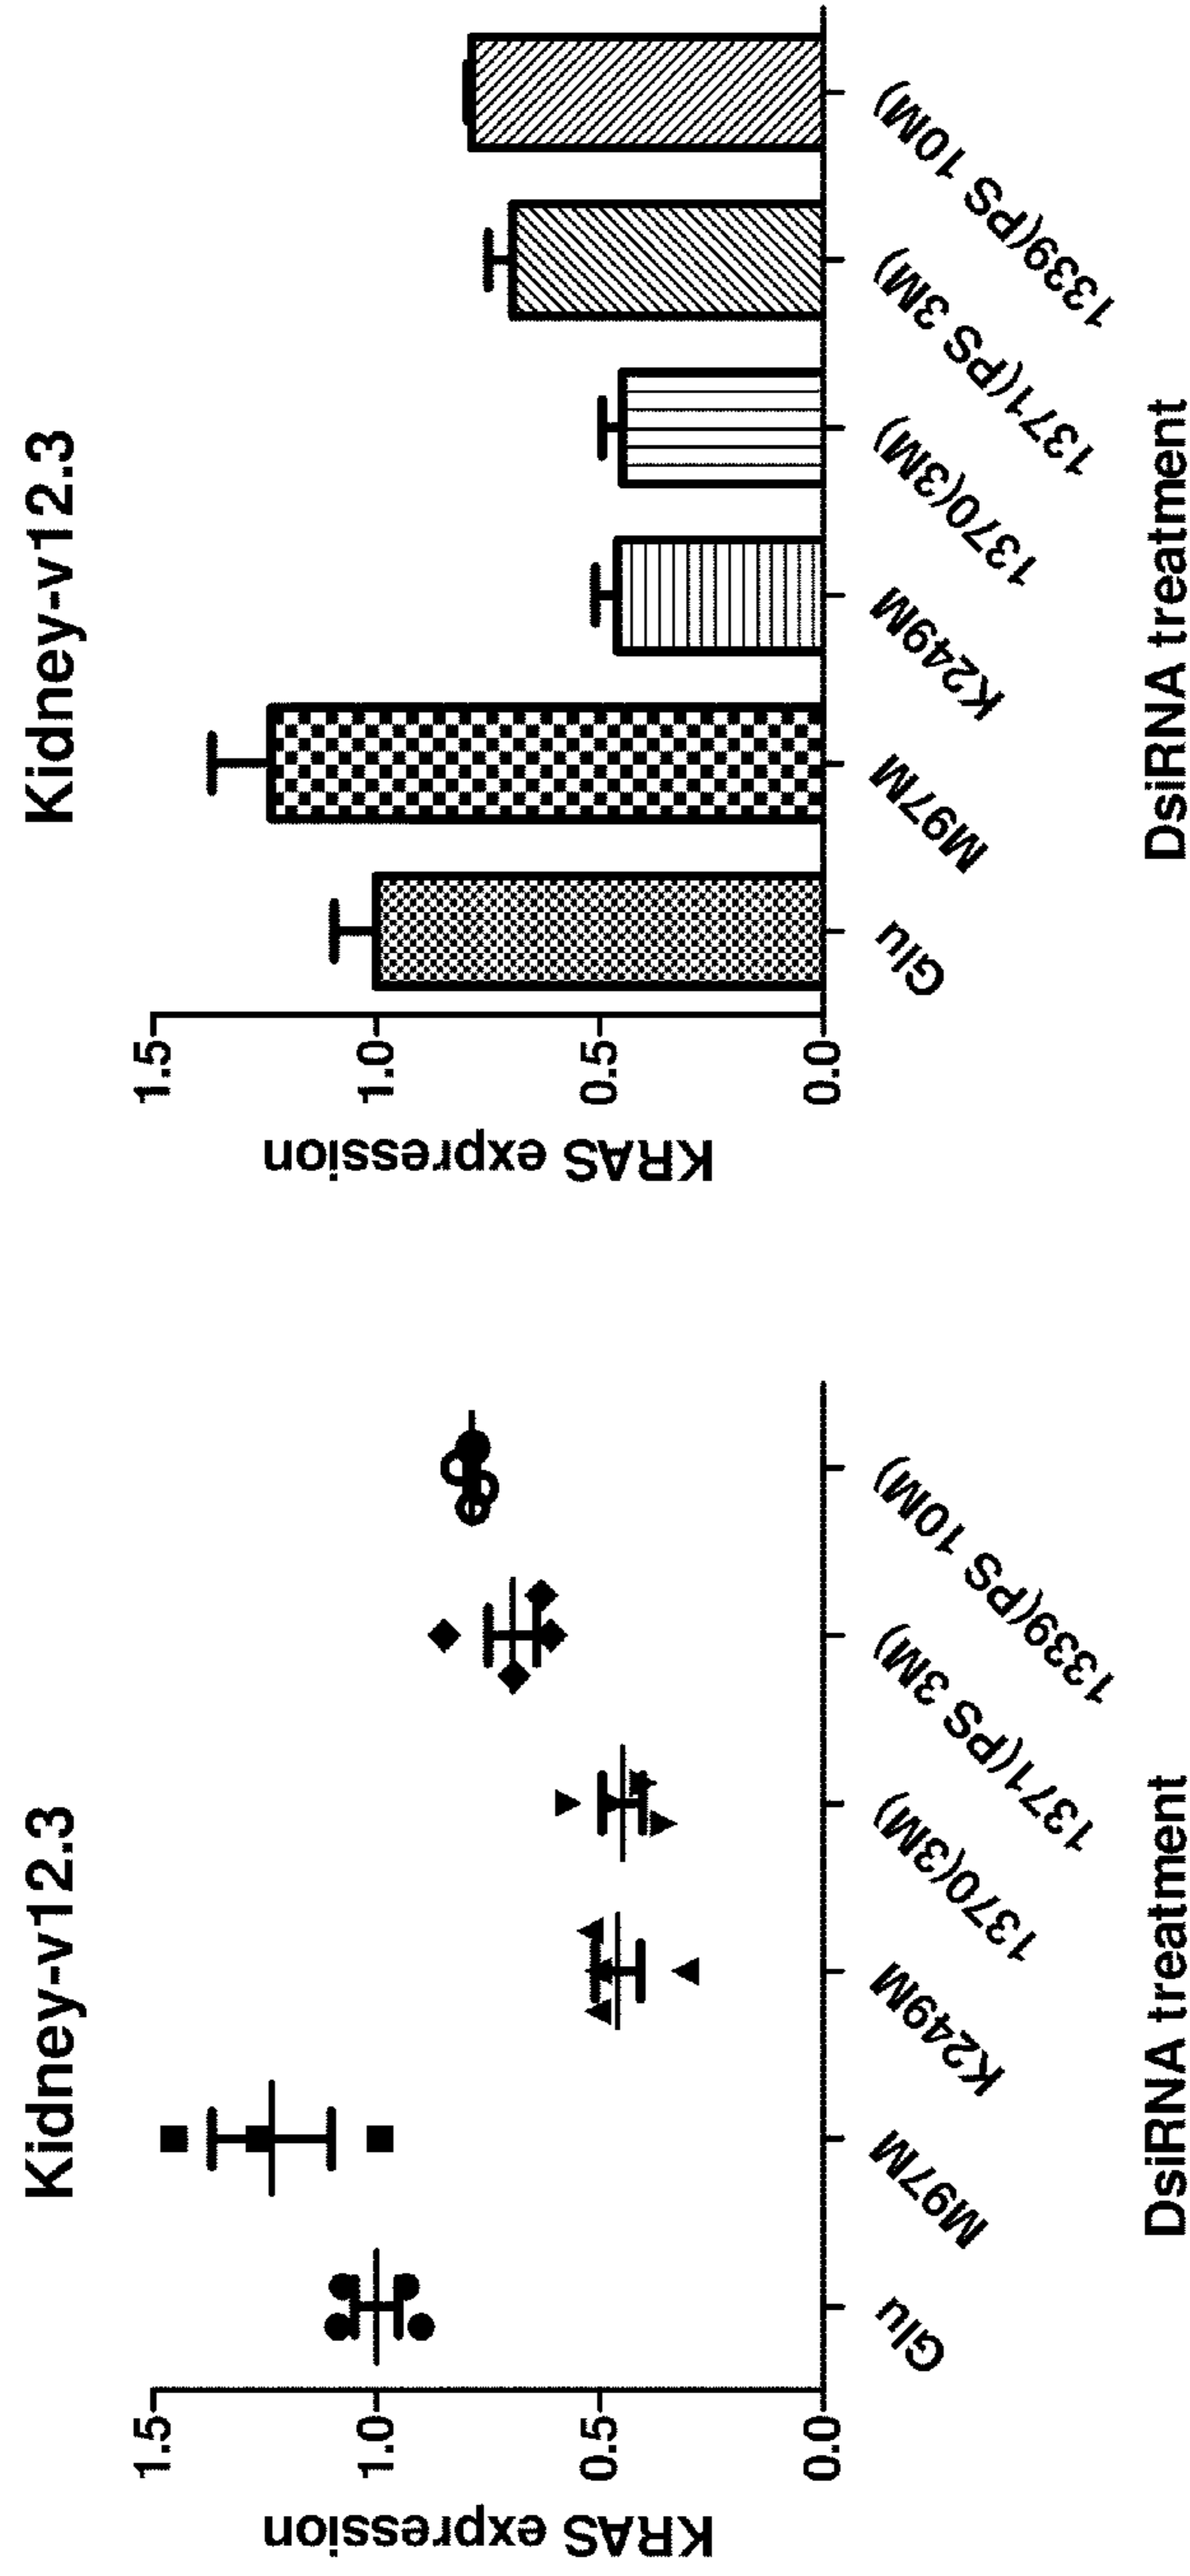 Kidney-v12.3
KRAS expression
1.5
1.0
0.5
0.0
Glu
M97M
K249M
1370(3M)
1371(PS 3M)
1339(PS 10M)
DsiRNA treatment
Kidney-v12.3
KRAS expression
1.5
1.0
0.5
0.0
Glu
M97M
K249M
1370(3M)
1371(PS 3M)
1339(PS 10M)
DsiRNA treatment